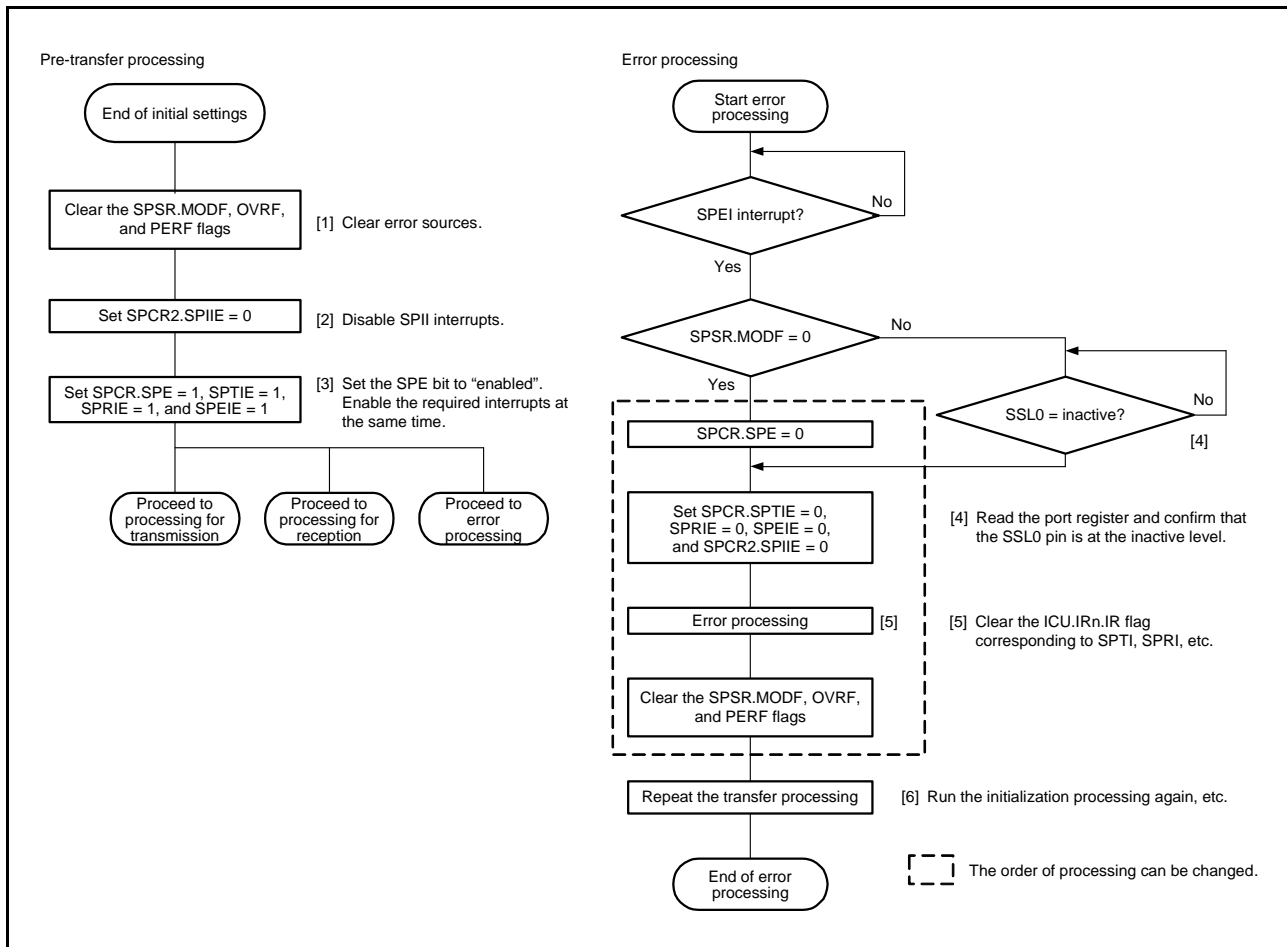 Pre-transfer processing
End of initial settings
Clear the SPSR.MODF, OVRF,
and PERF flags
[1] Clear error sources.
Set SPCR2.SPIIE = 0
[2] Disable SPII interrupts.
Set SPCR.SPE = 1, SPTIE = 1,
SPRIE = 1, and SPEIE = 1
[3] Set the SPE bit to “enabled”.
Enable the required interrupts at
the same time.
Proceed to
processing for
transmission
Proceed to
processing for
reception
Proceed to
error
processing
Error processing
Start error
processing
SPEI interrupt?
No
Yes
SPSR.MODF = 0
No
Yes
SSL0 = inactive?
No
[4]
SPCR.SPE = 0
Set SPCR.SPTIE = 0,
SPRIE = 0, SPEIE = 0,
and SPCR2.SPIIE = 0
[4] Read the port register and confirm that
the SSL0 pin is at the inactive level.
Error processing
[5]
[5] Clear the ICU.IRn.IR flag
corresponding to SPTI, SPRI, etc.
Clear the SPSR.MODF, OVRF,
and PERF flags
Repeat the transfer processing
[6] Run the initialization processing again, etc.
End of error
processing
The order of processing can be changed.